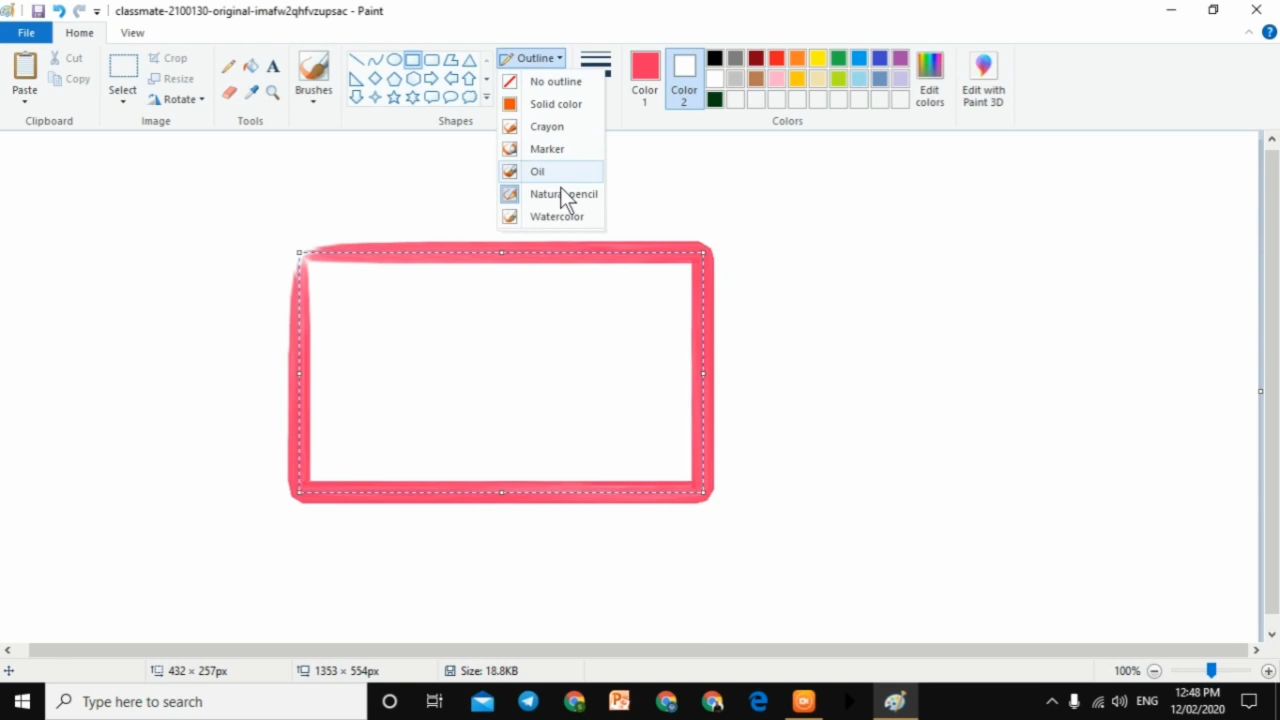 classmate-2100130-original-imafw2qhfvzupsac - Paint
File Home View
Paste
Cut
Copy
Clipboard
Select
Crop
Resize
Rotate
Image
A
Tools
Brushes
Shapes
Outline
No outline
Solid color
Crayon
Marker
Oil
Natural pencil
Watercolor
Color 1
Color 2
Colors
Edit colors
Edit with Paint 3D
432 × 257px
1353 × 554px
Size: 18.8KB
100%
Type here to search
ENG
12:48 PM
12/02/2020